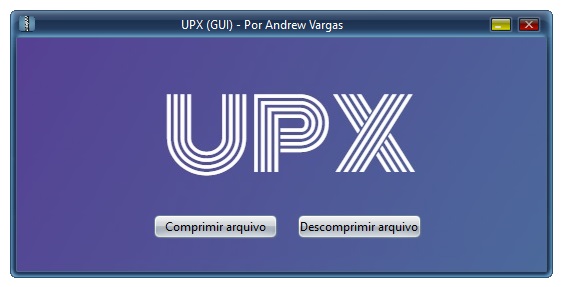 UPX (GUI) - Por Andrew Vargas
UPX
Comprimir arquivo
Descomprimir arquivo